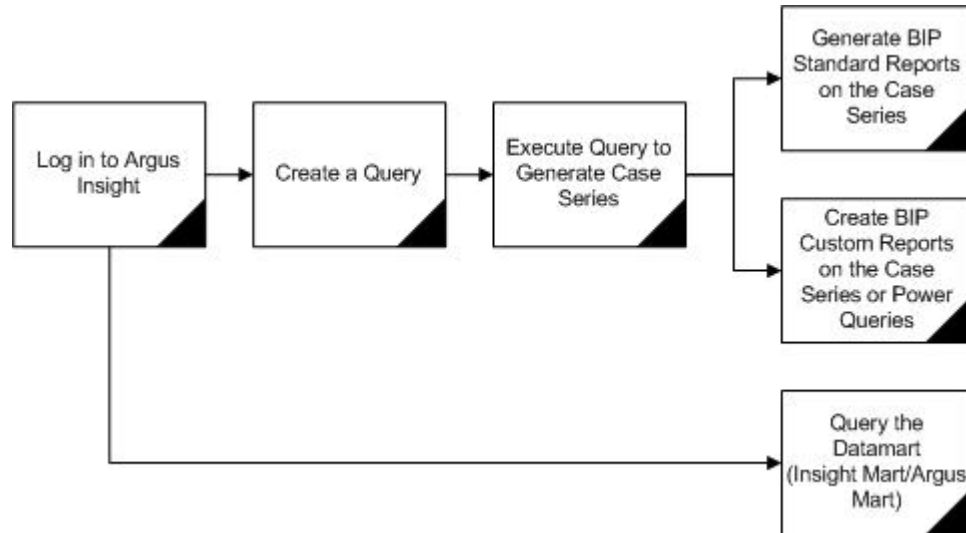 Log in to Argus
Insight
Create a Query
Execute Query to
Generate Case
Series
Generate BIP
Standard Reports
on the Case
Series
Create BIP
Custom Reports
on the Case
Series or Power
Queries
Query the
Datamart
(Insight Mart/Argus
Mart)